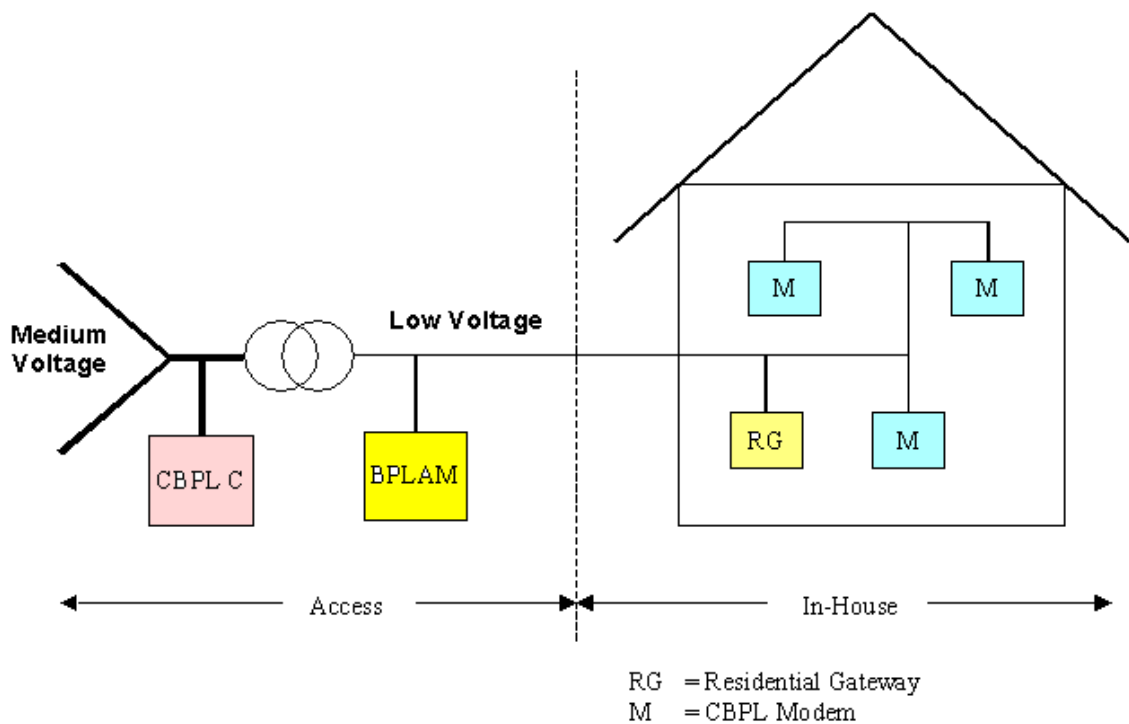 M
M
Low Voltage
Medium
Voltage
CBPL C
BPLAM
RG
M
Access
In-House
RG = Residential Gateway
M = CBPL Modem